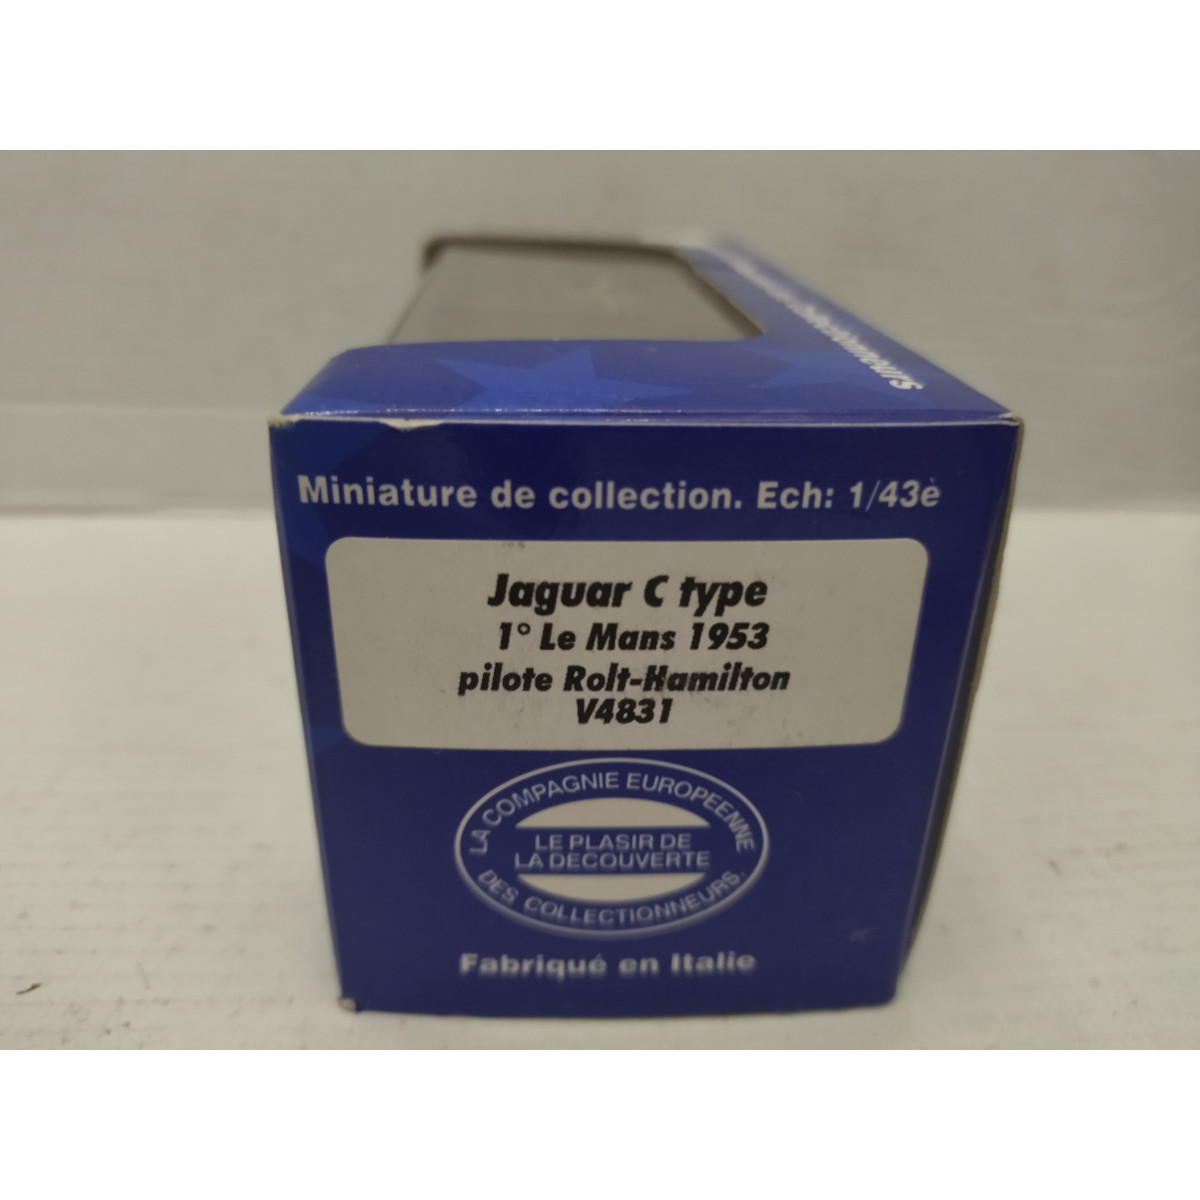 Collectionneurs
Miniature de collection. Ech: 1/43è
Jaguar C type
1° Le Mans 1953
pilote Rolt-Hamilton
V4831
LA COMPAGNIE EUROPEENNE
LE PLASIR DE
LA DECOUVERTE
DES COLLECTIONNEURS.
Fabriqué en Italie